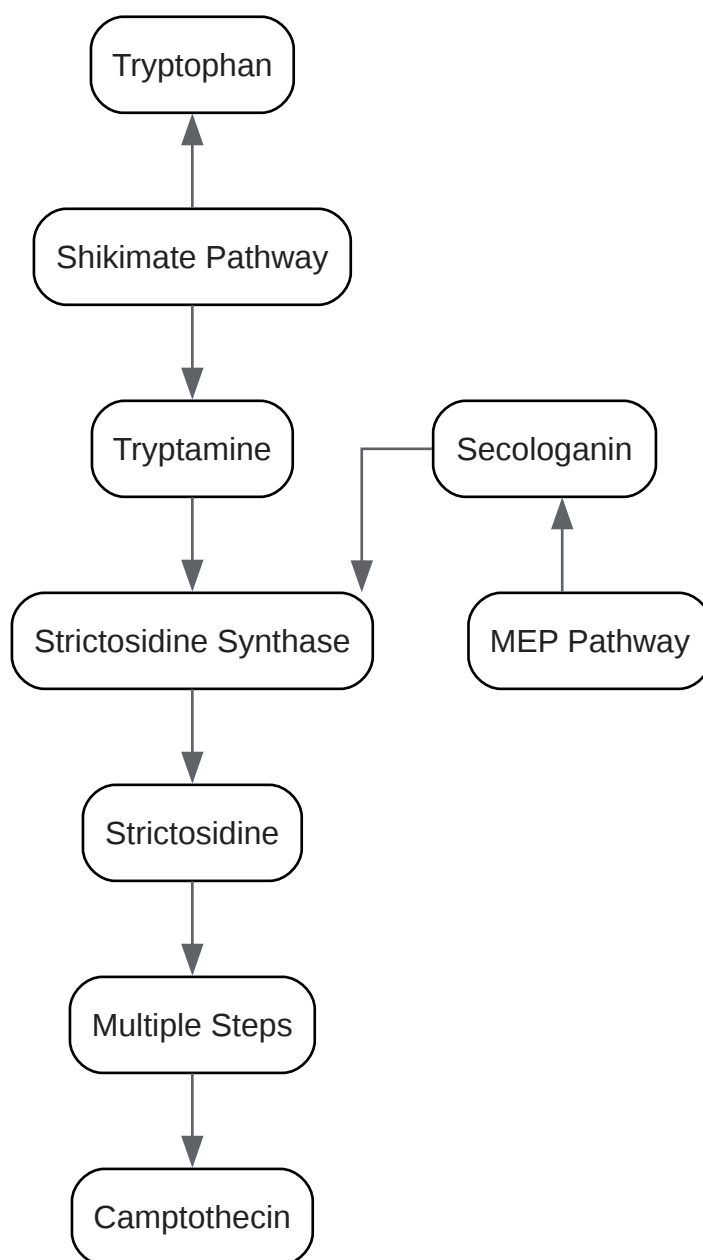 Tryptophan
Shikimate Pathway
Tryptamine
Secologanin
Strictosidine Synthase
MEP Pathway
Strictosidine
Multiple Steps
Camptothecin